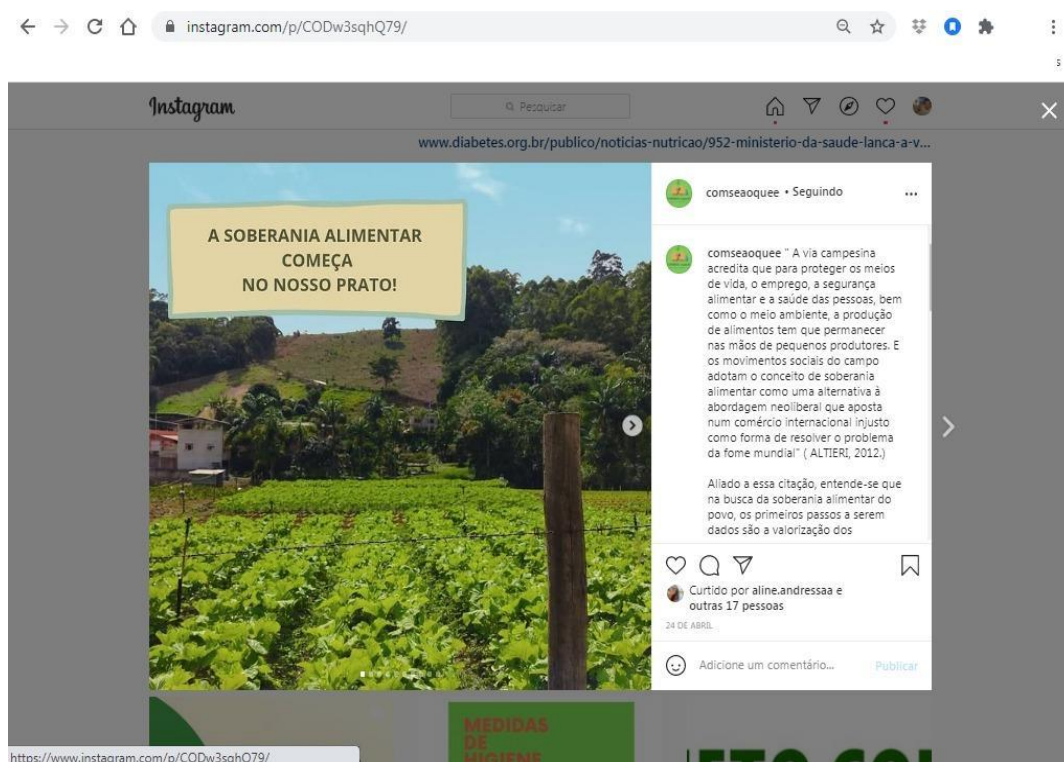 instagram.com/p/CODw3sqhQ79/
s
Instagram
Pesquisar
www.diabetes.org.br/publico/noticias-nutricao/952-ministerio-da-saude-lanca-a-v...
A SOBERANIA ALIMENTAR
COMEÇA
NO NOSSO PRATO!
comseaoquee • Seguindo
comseaoquee " A via campesina
acredita que para proteger os meios
de vida, o emprego, a segurança
alimentar e a saúde das pessoas, bem
como o meio ambiente, a produção
de alimentos tem que permanecer
nas mãos de pequenos produtores. E
os movimentos sociais do campo
adotam o conceito de soberania
alimentar como uma alternativa à
abordagem neoliberal que aposta
num comércio internacional injusto
como forma de resolver o problema
da fome mundial" ( ALTIERI, 2012.)
Aliado a essa citação, entende-se que
na busca da soberania alimentar do
povo, os primeiros passos a serem
dados são a valorização dos
Curtido por aline.andressaa e
outras 17 pessoas
24 DE ABRIL
Adicione um comentário... Publicar
MEDIDAS
DE
HIGIENE
https://www.instagram.com/p/CODw3sqhQ79/